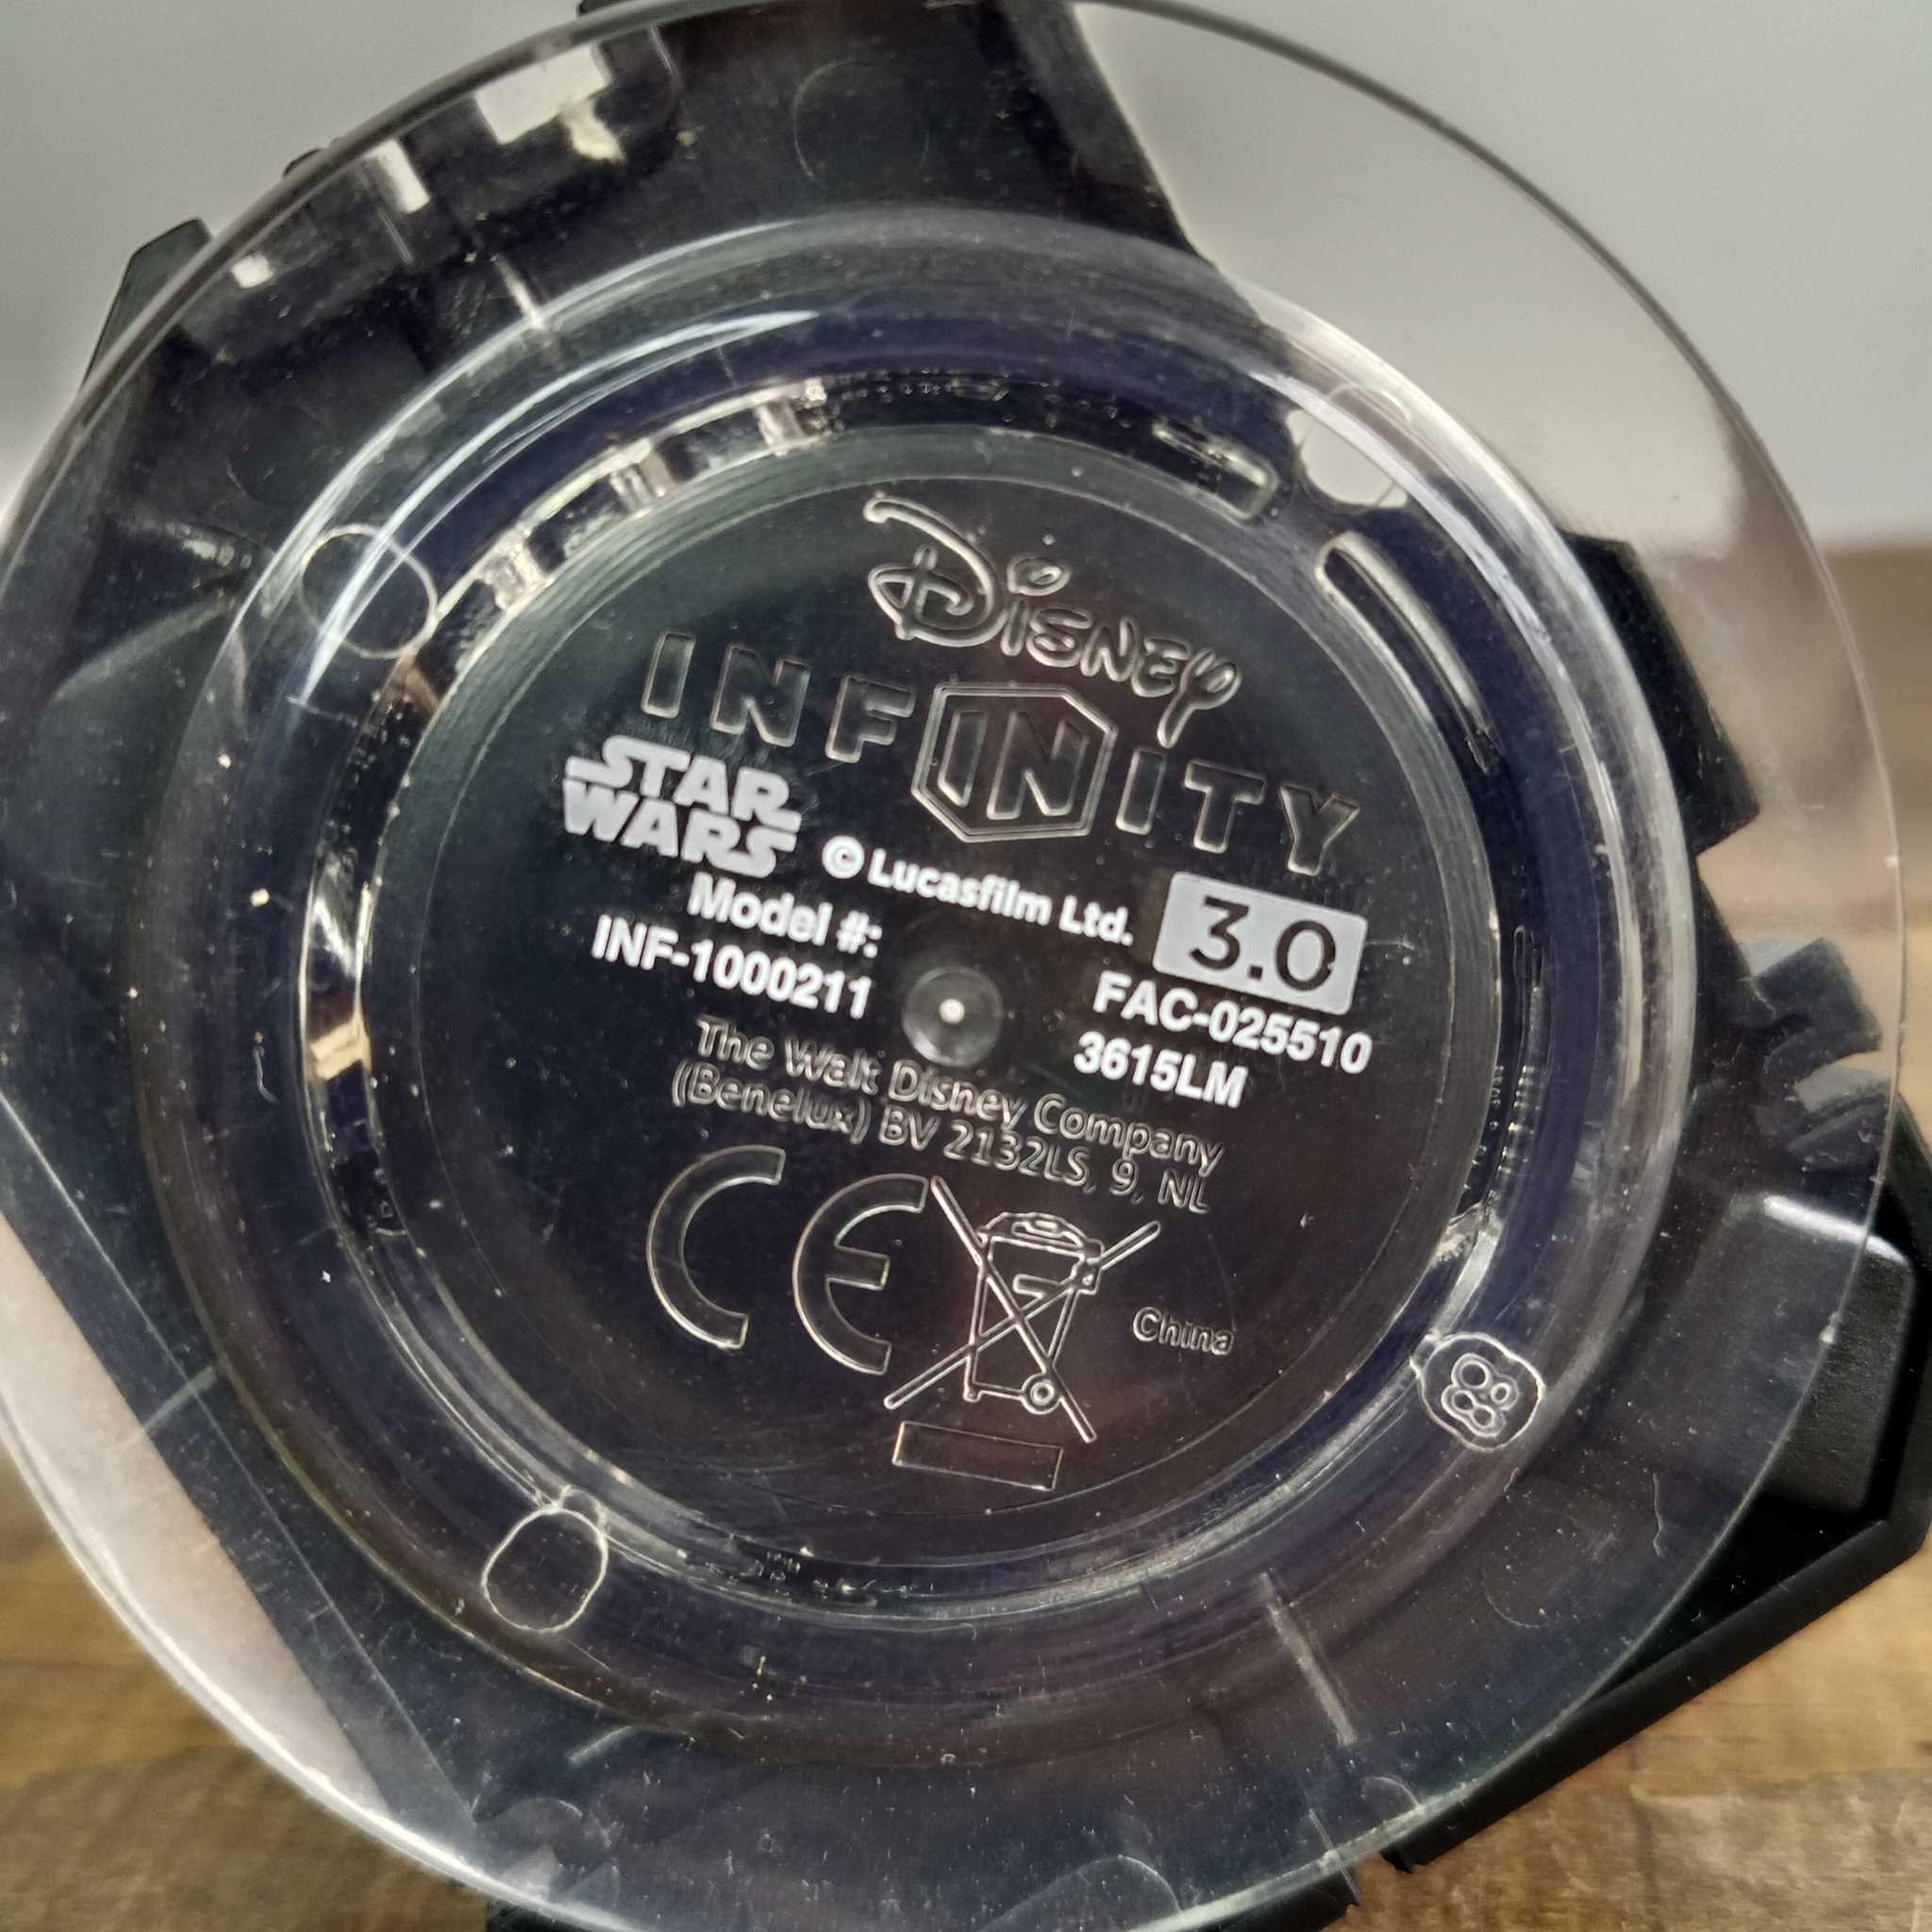 Disney
INFINITY
STAR
WARS
© Lucasfilm Ltd.
3.0
Model #:
INF-1000211
FAC-025510
3615LM
The Walt Disney Company
(Benelux) BV 2132LS, 9, NL
CE
China